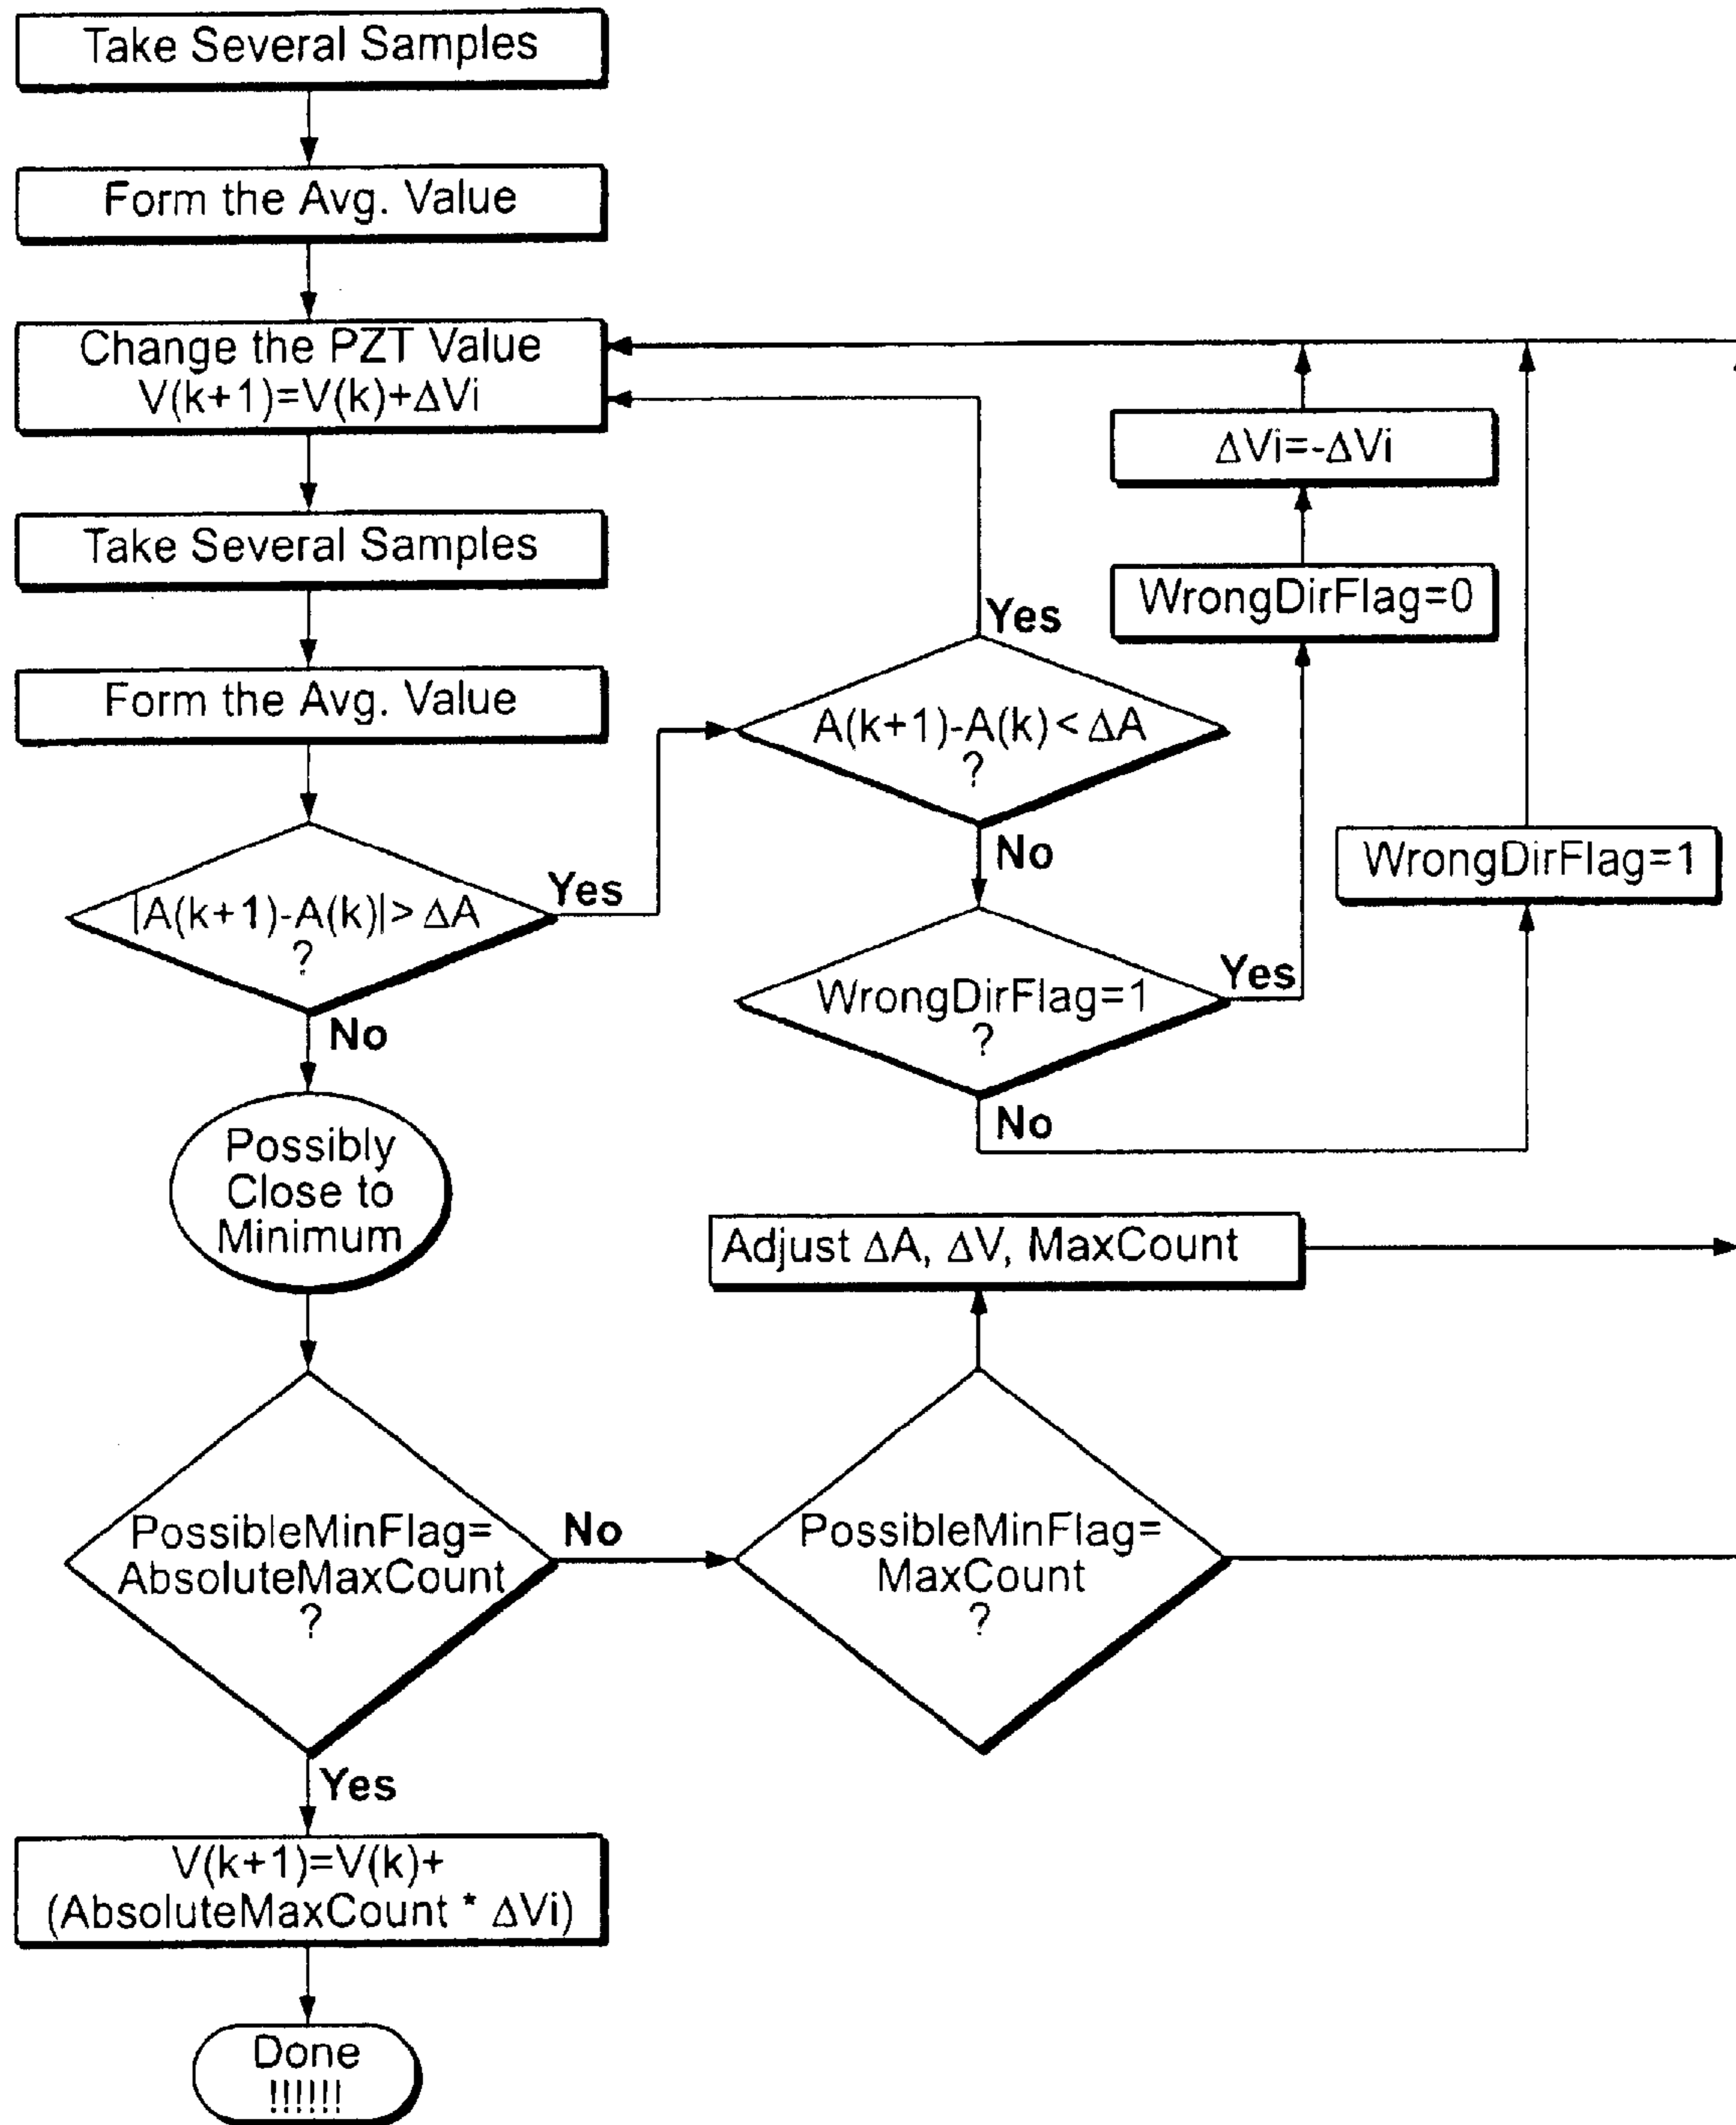 Take Several Samples
Form the Avg. Value
Change the PZT Value
V(k+1)=V(k)+ΔVi
Take Several Samples
Form the Avg. Value
|A(k+1)-A(k)|> ΔA
?
Yes
No
A(k+1)-A(k)< ΔA
?
Yes
No
WrongDirFlag=1
?
Yes
No
WrongDirFlag=0
ΔVi=-ΔVi
WrongDirFlag=1
Possibly
Close to
Minimum
PossibleMinFlag=
AbsoluteMaxCount
?
No
Yes
PossibleMinFlag=
MaxCount
?
Adjust ΔA, ΔV, MaxCount
V(k+1)=V(k)+
(AbsoluteMaxCount * ΔVi)
Done
!!!!!!